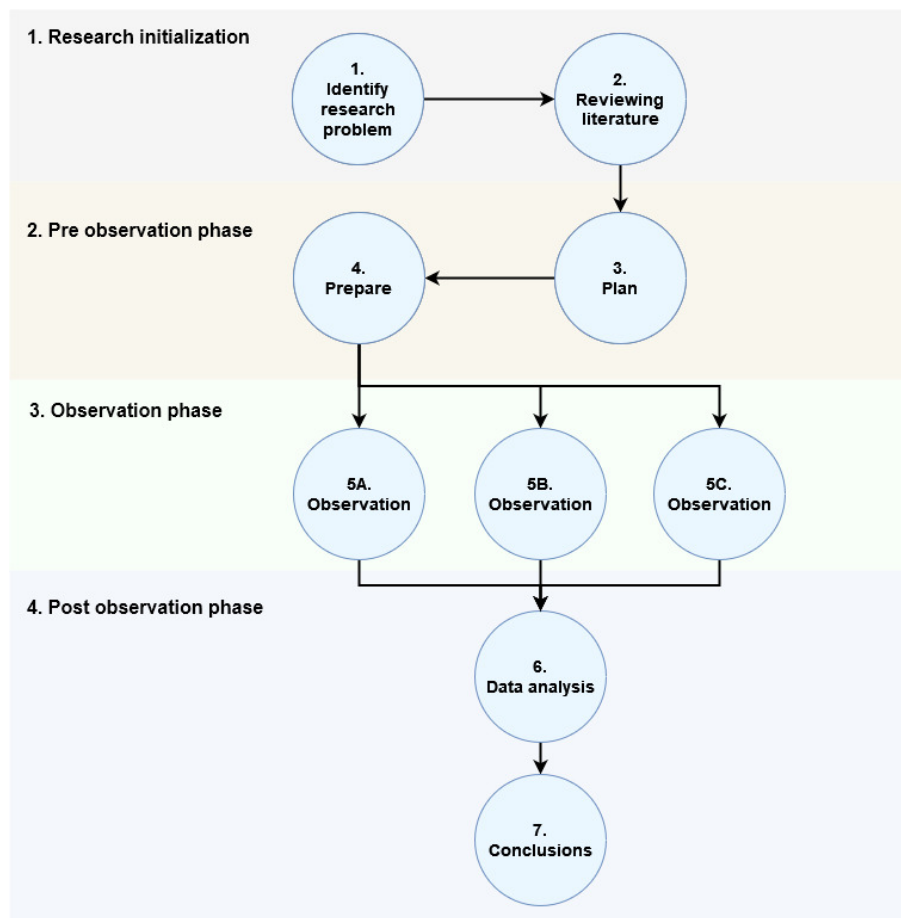 1. Research initialization
1.
Identify
research
problem
2.
Reviewing
literature
2. Pre observation phase
4.
Prepare
3.
Plan
3. Observation phase
5A.
Observation
5B.
Observation
5C.
Observation
4. Post observation phase
6.
Data analysis
7.
Conclusions